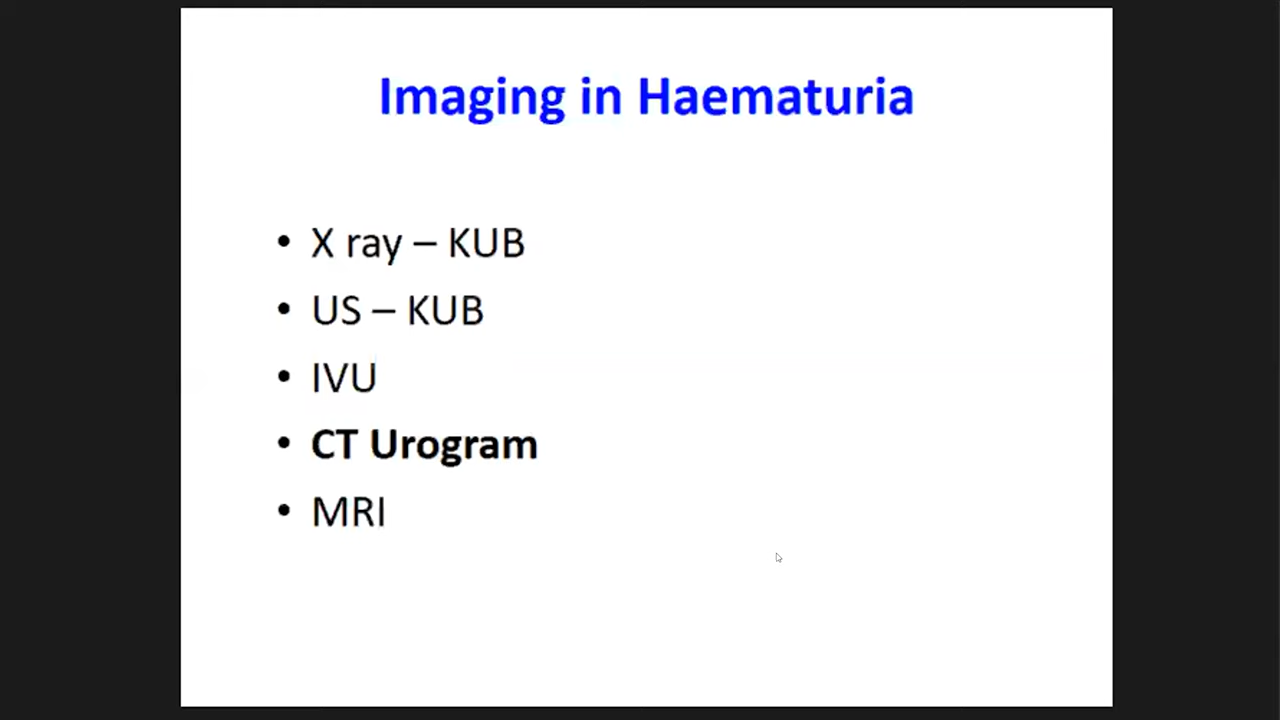 Imaging in Haematuria
• X ray – KUB
• US – KUB
• IVU
• CT Urogram
• MRI